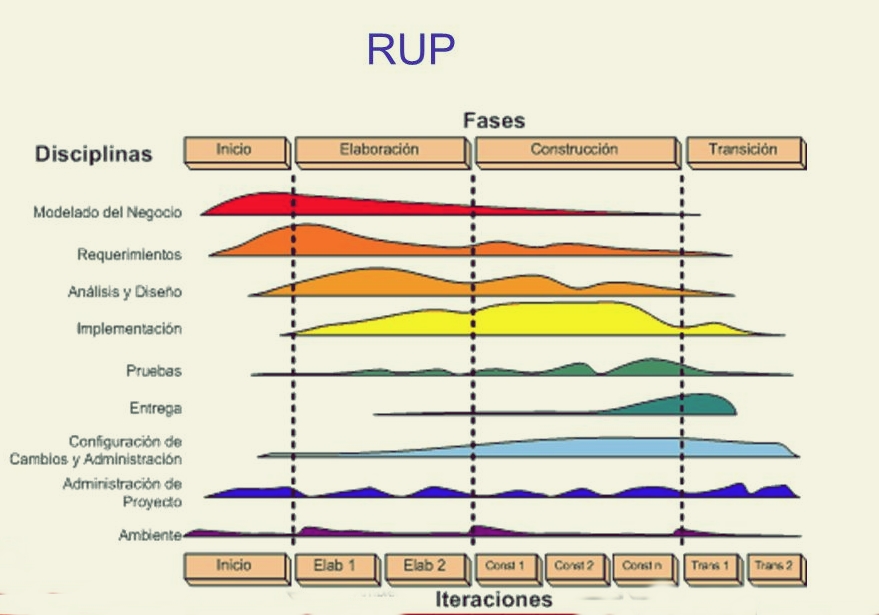 RUP
Fases
Disciplinas
Inicio
Elaboración
Construcción
Transición
Modelado del Negocio
Requerimientos
Análisis y Diseño
Implementación
Pruebas
Entrega
Configuración de
Cambios y Administración
Administración de
Proyecto
Ambiente
Inicio
Elab 1
Elab 2
Const 1
Const 2
Const n
Trans 1
Trans 2
Iteraciones